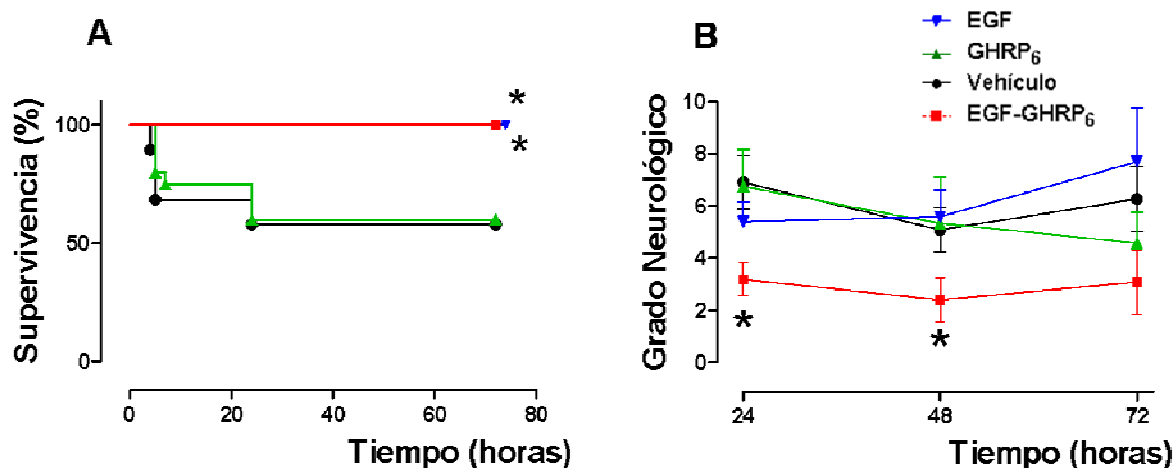 A
Supervivencia (%)
100
50
0
*
*
0
20
40
60
80
Tiempo (horas)
B
EGF
GHRP6
Vehículo
EGF-GHRP6
Grado Neurológico
10
8
6
4
2
0
*
*
24
48
72
Tiempo (horas)